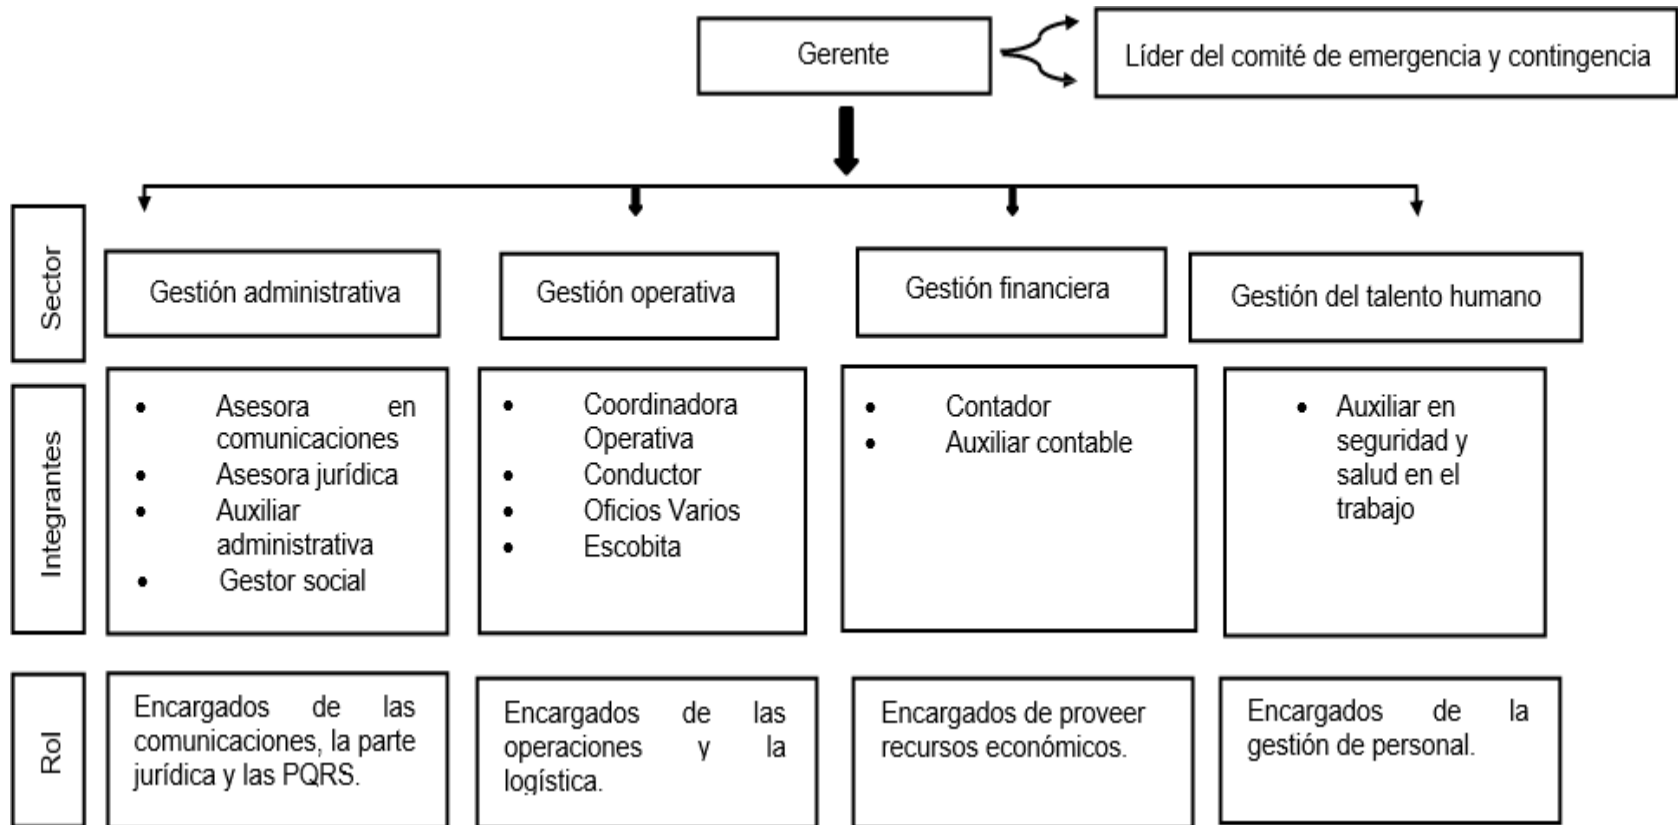 Gerente
Líder del comité de emergencia y contingencia
Sector
Gestión administrativa
Gestión operativa
Gestión financiera
Gestión del talento humano
Integrantes
• Asesora en
comunicaciones
• Asesora jurídica
• Auxiliar
administrativa
• Gestor social
• Coordinadora
Operativa
• Conductor
• Oficios Varios
• Escobita
• Contador
• Auxiliar contable
• Auxiliar en
seguridad y
salud en el
trabajo
Rol
Encargados de las
comunicaciones, la parte
jurídica y las PQRS.
Encargados de las
operaciones y la
logística.
Encargados de proveer
recursos económicos.
Encargados de la
gestión de personal.